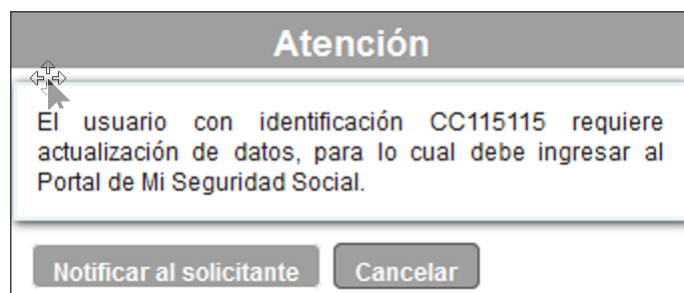 Atención
El usuario con identificación CC115115 requiere
actualización de datos, para lo cual debe ingresar al
Portal de Mi Seguridad Social.
Notificar al solicitante Cancelar